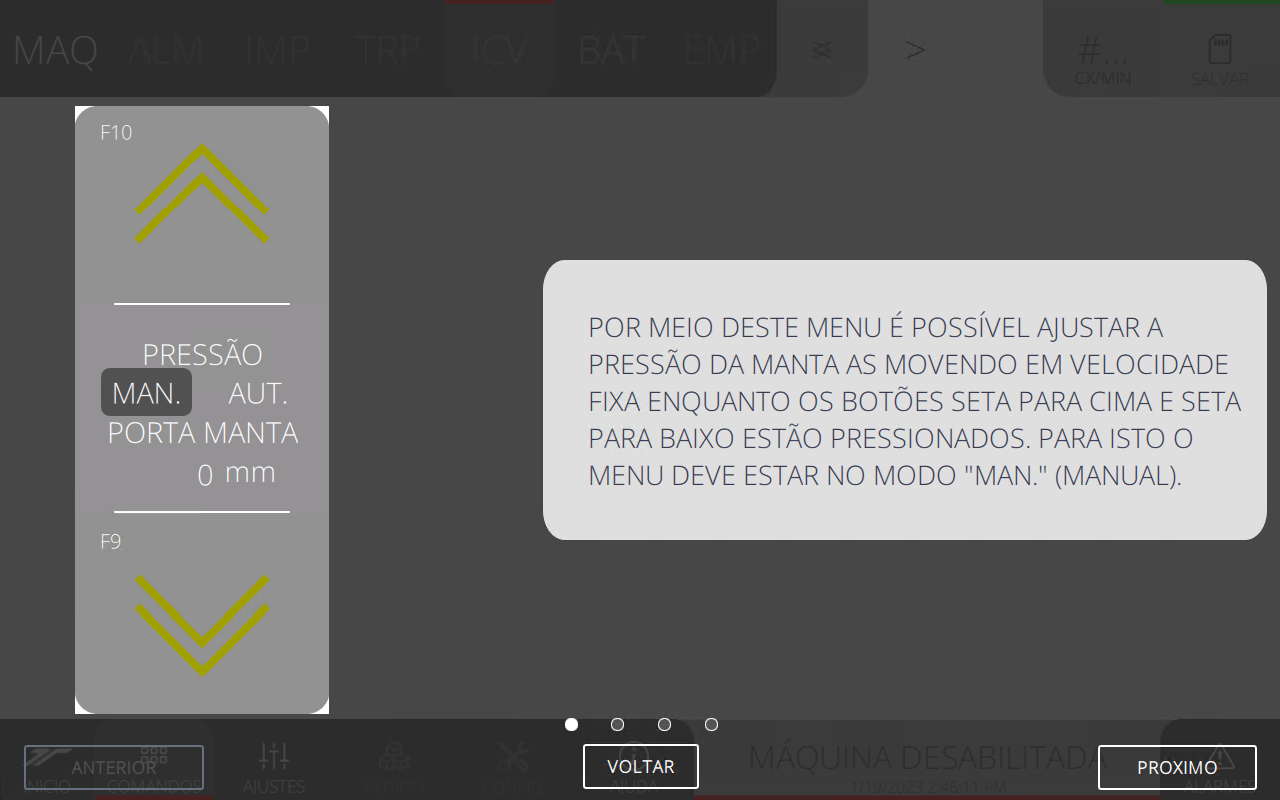 MAQ ALM IMP TRP ICV BAT EMP < > #...
CX/MIN SALVAR
F10
PRESSÃO
MAN. AUT.
PORTA MANTA
0 mm
F9
POR MEIO DESTE MENU É POSSÍVEL AJUSTAR A
PRESSÃO DA MANTA AS MOVENDO EM VELOCIDADE
FIXA ENQUANTO OS BOTÕES SETA PARA CIMA E SETA
PARA BAIXO ESTÃO PRESSIONADOS. PARA ISTO O
MENU DEVE ESTAR NO MODO "MAN." (MANUAL).
ANTERIOR
VOLTAR
PROXIMO
INICIO COMANDOS AJUSTES PEDIDO CONFIG AJUDA
MÁQUINA DESABILITADA
1/19/2023 2:46:11 PM
ALARMES